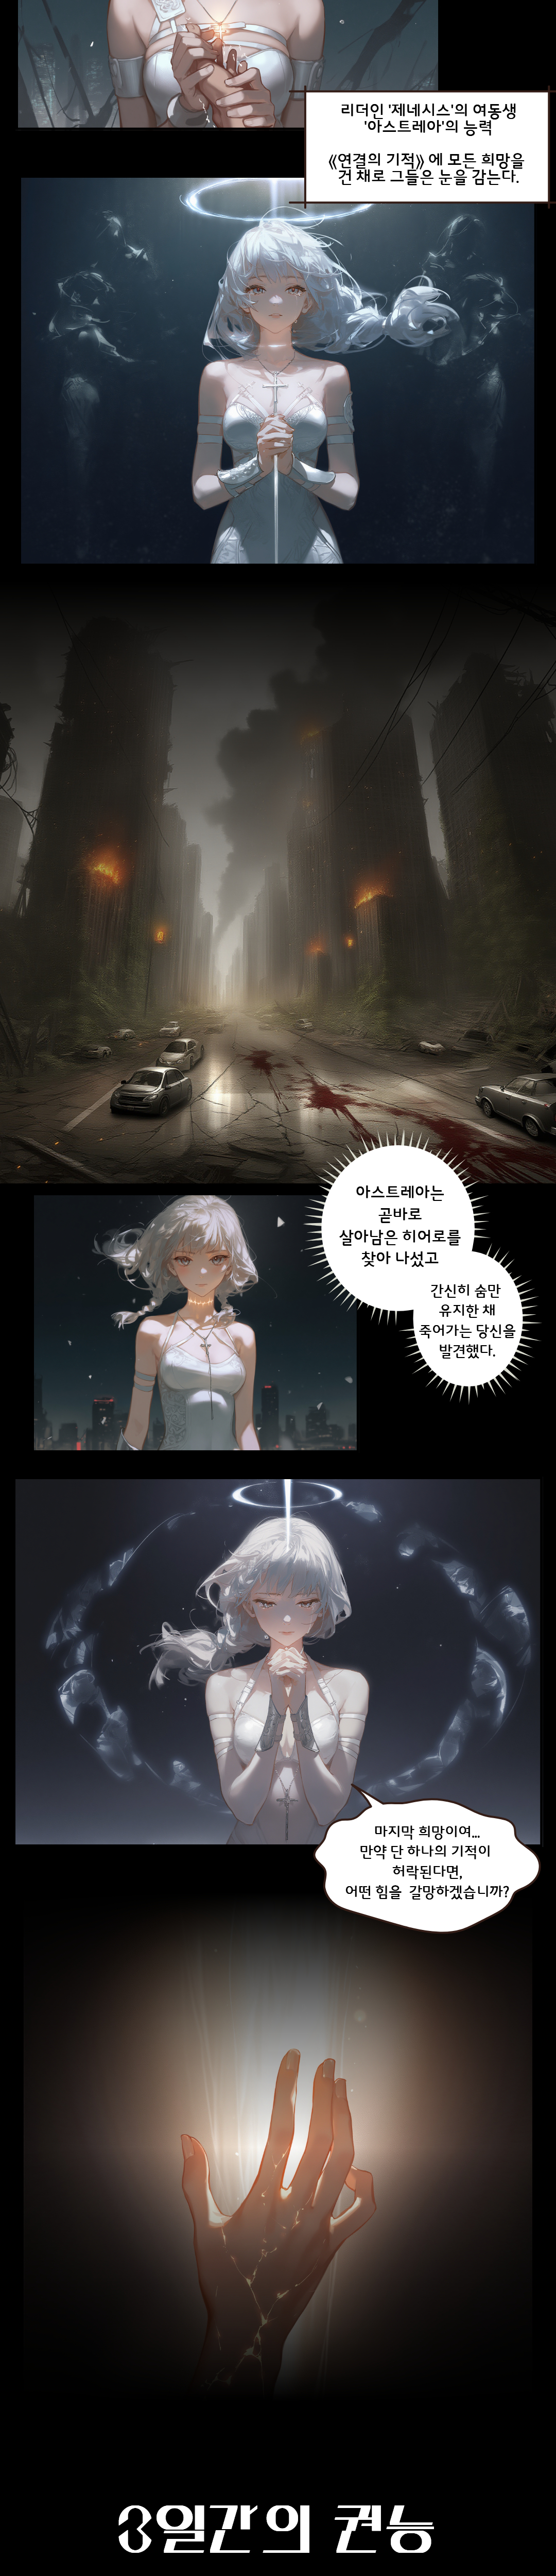 리더인 '제네시스'의 여동생
'아스트레아'의 능력
《연결의 기적》에 모든 희망을
건 채로 그들은 눈을 감는다.
아스트레아는
곧바로
살아남은 히어로를
찾아 나섰고
간신히 숨만
유지한 채
죽어가는 당신을
발견했다.
마지막 희망이여...
만약 단 하나의 기적이
허락된다면,
어떤 힘을 갈망하겠습니까?
3일간의 권능